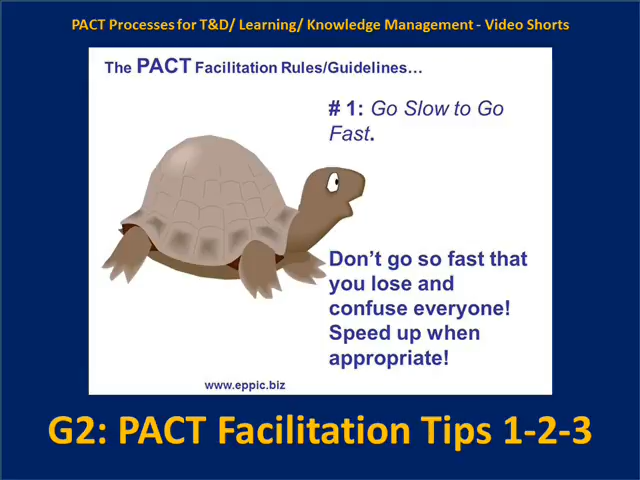 PACT Processes for T&D/ Learning/ Knowledge Management - Video Shorts
The PACT Facilitation Rules/Guidelines…
# 1: Go Slow to Go
Fast.
Don't go so fast that
you lose and
confuse everyone!
Speed up when
appropriate!
www.eppic.biz
G2: PACT Facilitation Tips 1-2-3